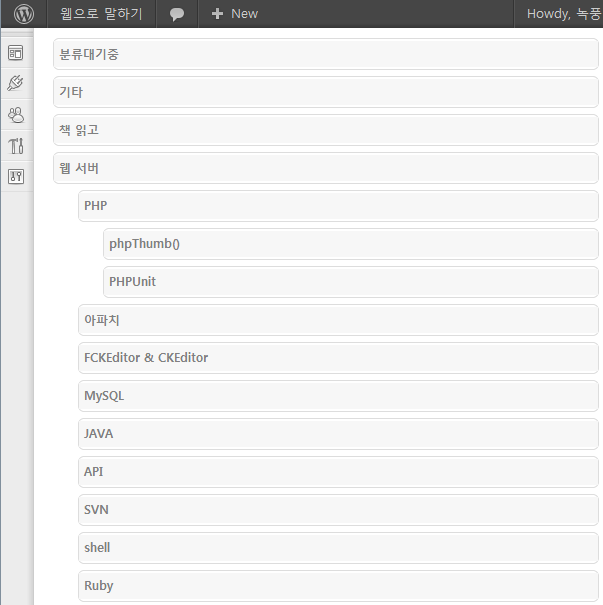 웹으로 말하기 New Howdy, 녹풍
분류대기중
기타
책 읽고
웹 서버
PHP
phpThumb()
PHPUnit
아파치
FCKEditor & CKEditor
MySQL
JAVA
API
SVN
shell
Ruby